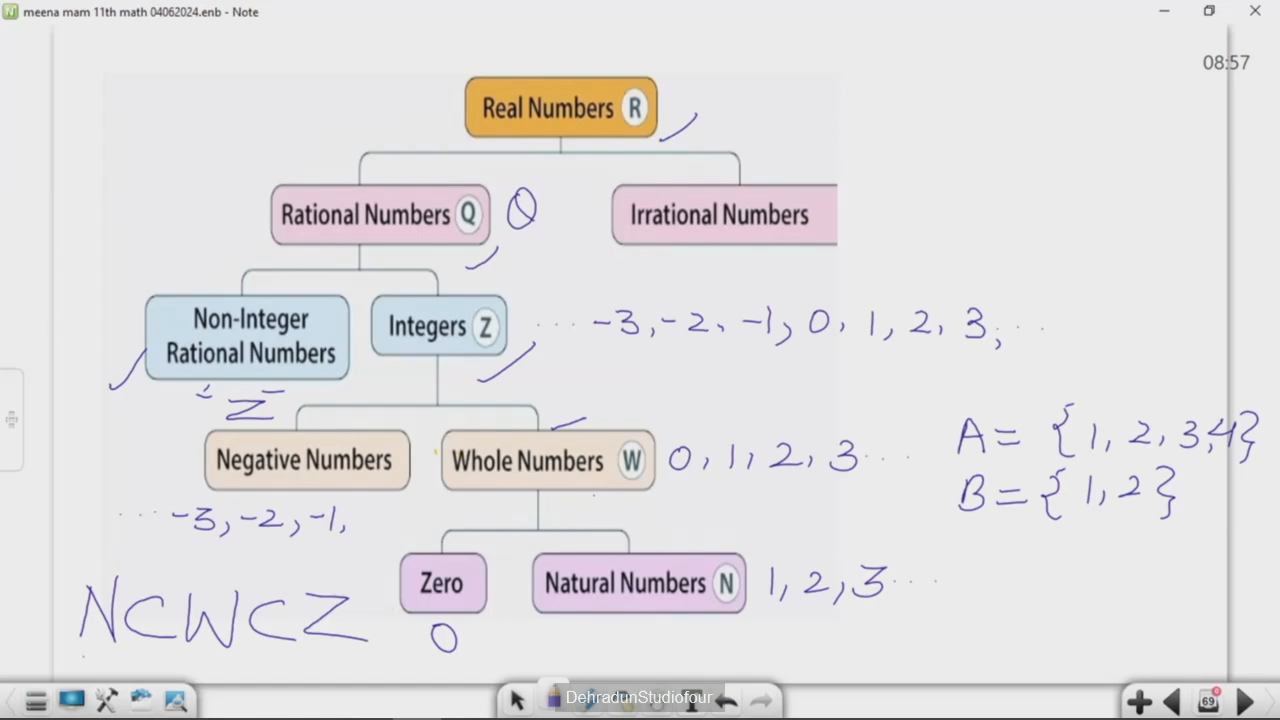 meena mam 11th math 04062024.enb - Note
08:57
Real Numbers R
Rational Numbers Q Q
Irrational Numbers
Non-Integer
Rational Numbers
Integers Z ... -3, -2, -1, 0, 1, 2, 3, ...
Z
Negative Numbers
Whole Numbers W 0, 1, 2, 3 ...
A = {1, 2, 3, 4}
B = {1, 2}
... -3, -2, -1,
Zero
Natural Numbers N 1, 2, 3 ...
N⊂W⊂Z
0
DehradunStudiofour
69